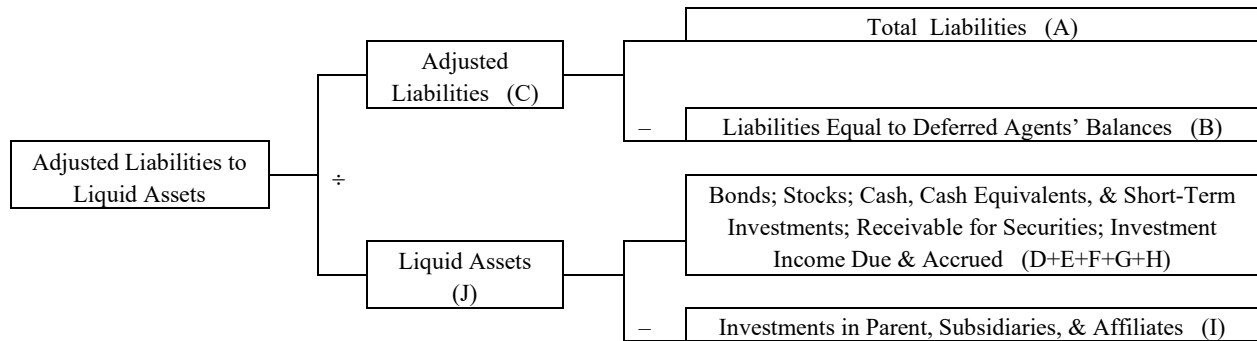 Adjusted Liabilities to
Liquid Assets
÷
Adjusted
Liabilities (C)
Total Liabilities (A)
– Liabilities Equal to Deferred Agents’ Balances (B)
Liquid Assets
(J)
Bonds; Stocks; Cash, Cash Equivalents, & Short-Term
Investments; Receivable for Securities; Investment
Income Due & Accrued (D+E+F+G+H)
– Investments in Parent, Subsidiaries, & Affiliates (I)